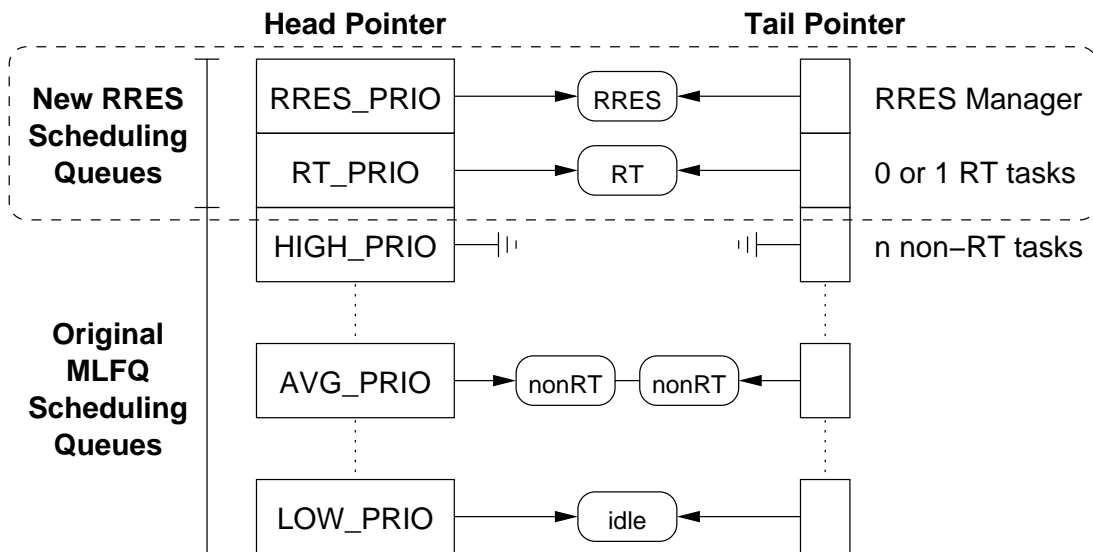 Head Pointer Tail Pointer
New RRES
Scheduling
Queues
RRES_PRIO RRES RRES Manager
RT_PRIO RT 0 or 1 RT tasks
HIGH_PRIO n non−RT tasks
Original
MLFQ
Scheduling
Queues
AVG_PRIO nonRT nonRT
LOW_PRIO idle